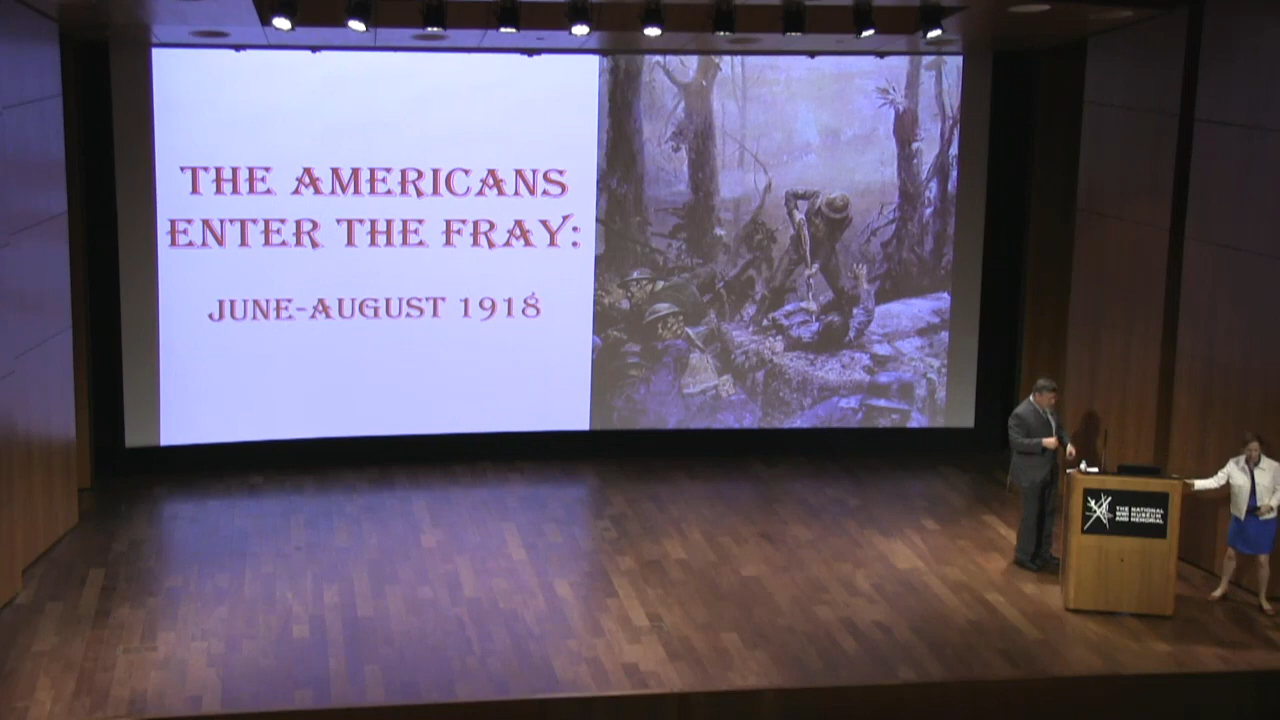 THE AMERICANS
ENTER THE FRAY:
JUNE-AUGUST 1918
THE NATIONAL
WWI MUSEUM
AND MEMORIAL